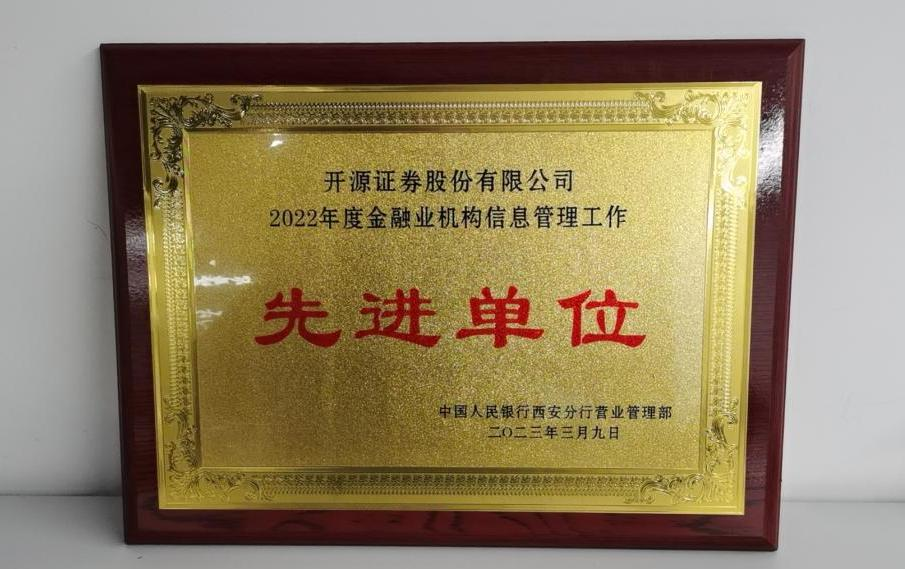 开源证券股份有限公司
2022年度金融业机构信息管理工作
先进单位
中国人民银行西安分行营业管理部
二〇二三年三月九日